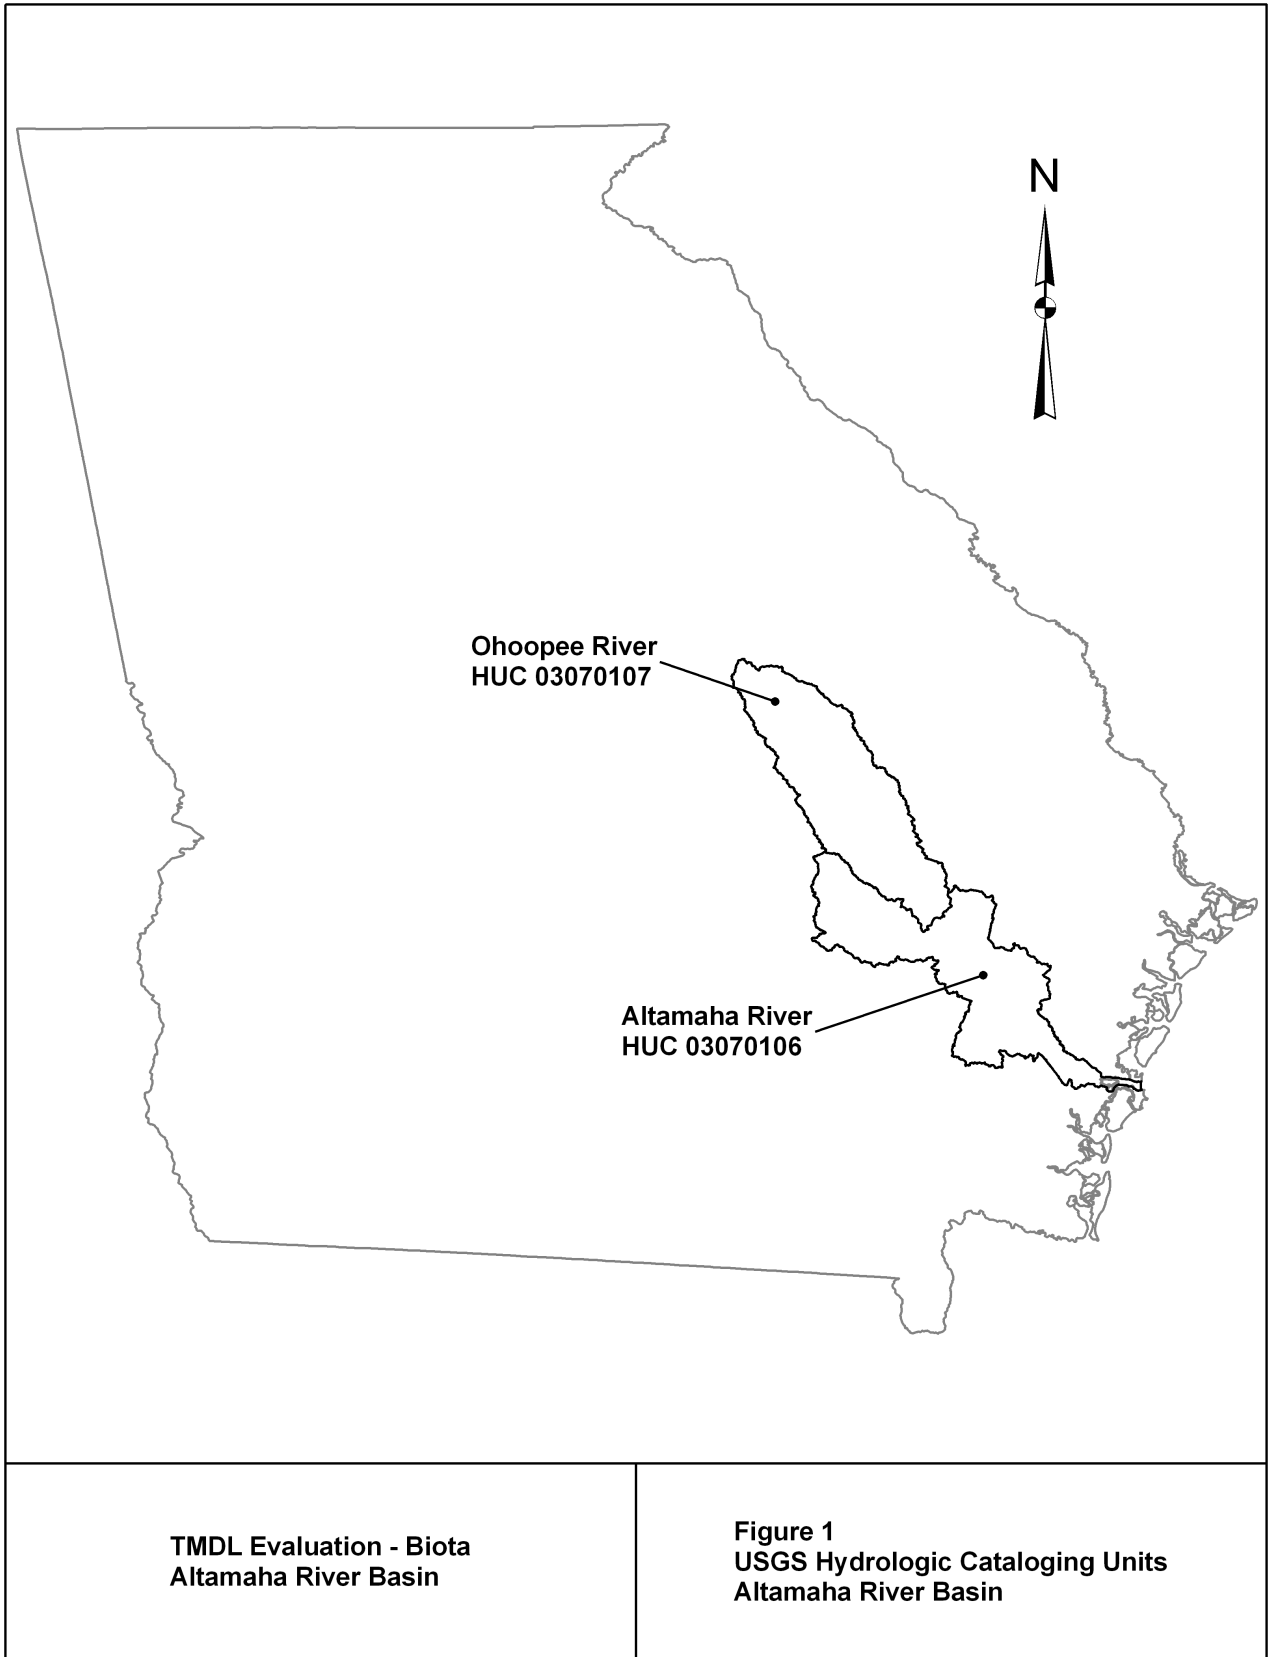 N
Ohoopee River
HUC 03070107
Altamaha River
HUC 03070106
TMDL Evaluation - Biota
Altamaha River Basin
Figure 1
USGS Hydrologic Cataloging Units
Altamaha River Basin